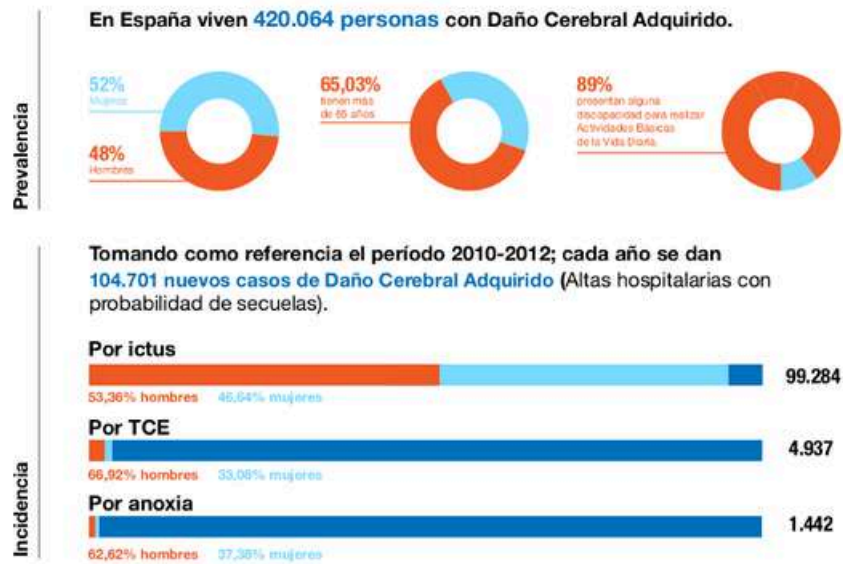 En España viven 420.064 personas con Daño Cerebral Adquirido.
Prevalencia
52%
Mujeres
48%
Hombres
65,03%
tienen más
de 65 años
89%
presentan alguna
discapacidad para realizar
Actividades Básicas
de la Vida Diaria.
Incidencia
Tomando como referencia el período 2010-2012; cada año se dan
104.701 nuevos casos de Daño Cerebral Adquirido (Altas hospitalarias con
probabilidad de secuelas).
Por ictus
99.284
53,36% hombres 46,64% mujeres
Por TCE
4.937
66,92% hombres 33,08% mujeres
Por anoxia
1.442
62,62% hombres 37,38% mujeres